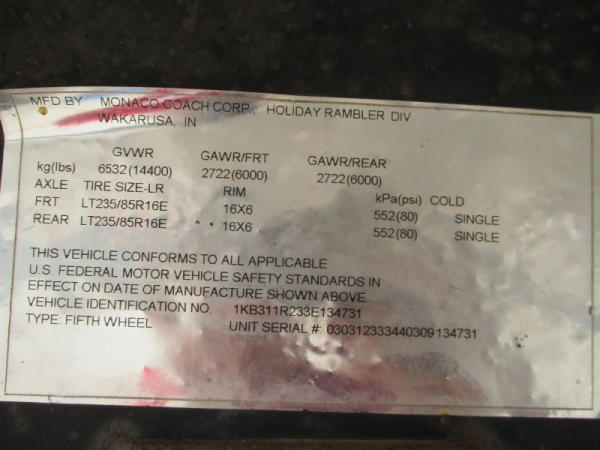 MFD BY MONACO COACH CORP., HOLIDAY RAMBLER DIV
WAKARUSA, IN
GVWR GAWR/FRT GAWR/REAR
kg(lbs) 6532(14400) 2722(6000) 2722(6000)
AXLE TIRE SIZE-LR RIM kPa(psi) COLD
FRT LT235/85R16E 16X6 552(80) SINGLE
REAR LT235/85R16E 16X6 552(80) SINGLE
THIS VEHICLE CONFORMS TO ALL APPLICABLE
U.S. FEDERAL MOTOR VEHICLE SAFETY STANDARDS IN
EFFECT ON DATE OF MANUFACTURE SHOWN ABOVE.
VEHICLE IDENTIFICATION NO. 1KB311R233E134731
TYPE: FIFTH WHEEL UNIT SERIAL #: 030312333440309134731